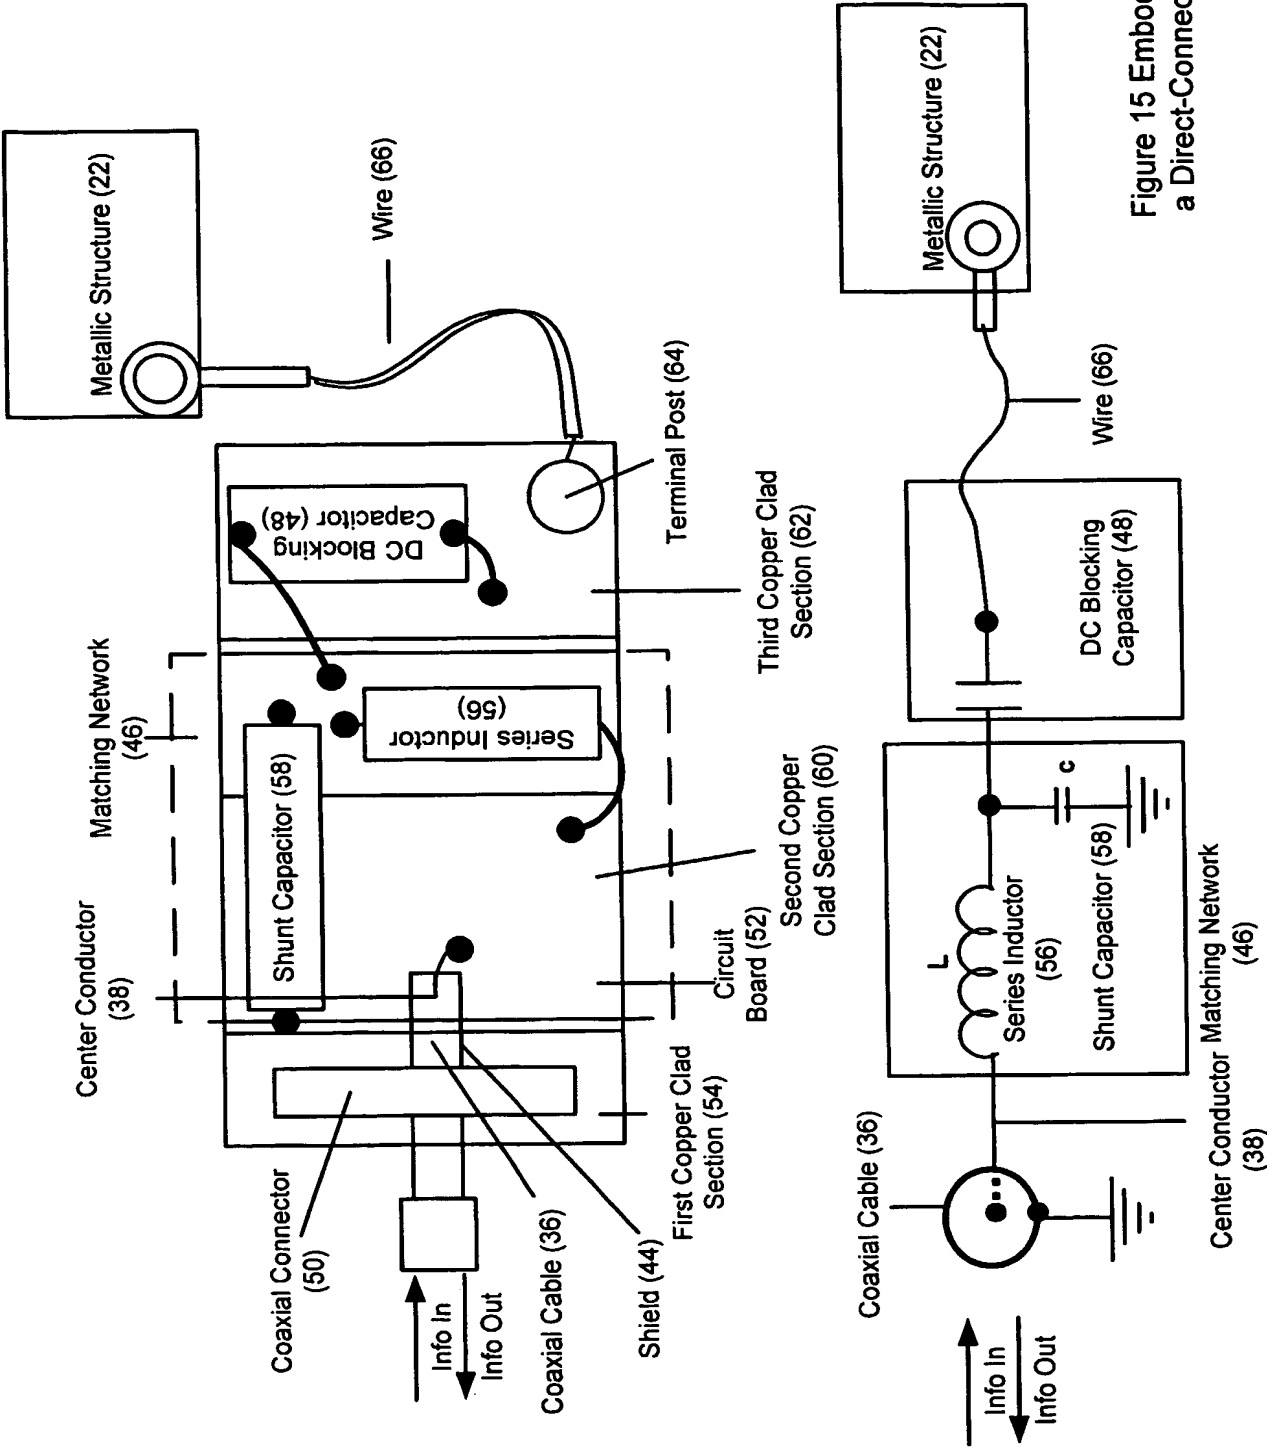 Metallic Structure (22)
Wire (66)
Terminal Post (64)
DC Blocking
Capacitor (48)
Third Copper Clad
Section (62)
Matching Network
(46)
Series Inductor
(56)
Shunt Capacitor (58)
Second Copper
Clad Section (60)
Center Conductor
(38)
Circuit
Board (52)
First Copper Clad
Section (54)
Coaxial Connector
(50)
Coaxial Cable (36)
Shield (44)
Info In
Info Out
Metallic Structure (22)
Wire (66)
DC Blocking
Capacitor (48)
C
L
Series Inductor
(56)
Shunt Capacitor (58)
Matching Network
(46)
Center Conductor
(38)
Coaxial Cable (36)
Info In
Info Out
Figure 15
a